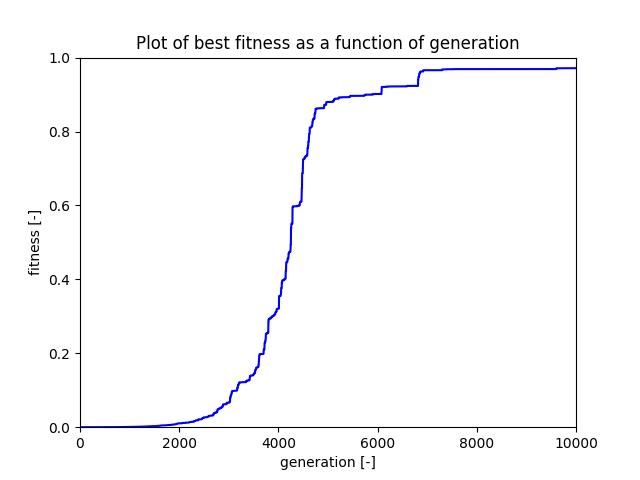 Plot of best fitness as a function of generation
1.0
0.8
0.6
0.4
0.2
0.0
fitness [-]
0 2000 4000 6000 8000 10000
generation [-]